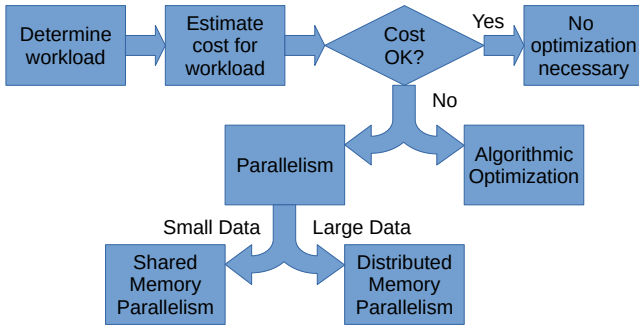 Determine
workload
Estimate
cost for
workload
Cost
OK?
Yes
No
optimization
necessary
No
Parallelism
Algorithmic
Optimization
Small Data
Large Data
Shared
Memory
Parallelism
Distributed
Memory
Parallelism